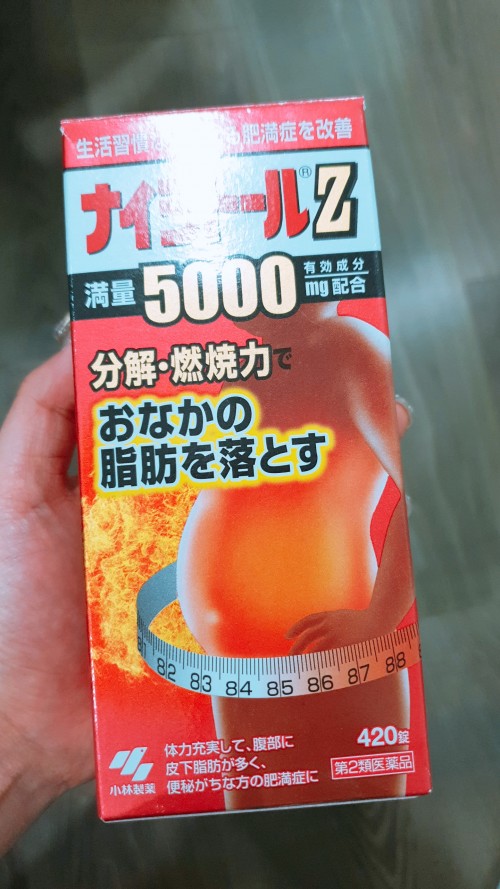 生活習慣 肥満症を改善
ナイ ールZ
®
満量 5000 有効成分 mg配合
分解・燃焼力で
おなかの
脂肪を落とす
82 83 84 85 86 87 88
体力充実して、腹部に
皮下脂肪が多く、
便秘がちな方の肥満症に
420錠
第2類医薬品
小林製薬